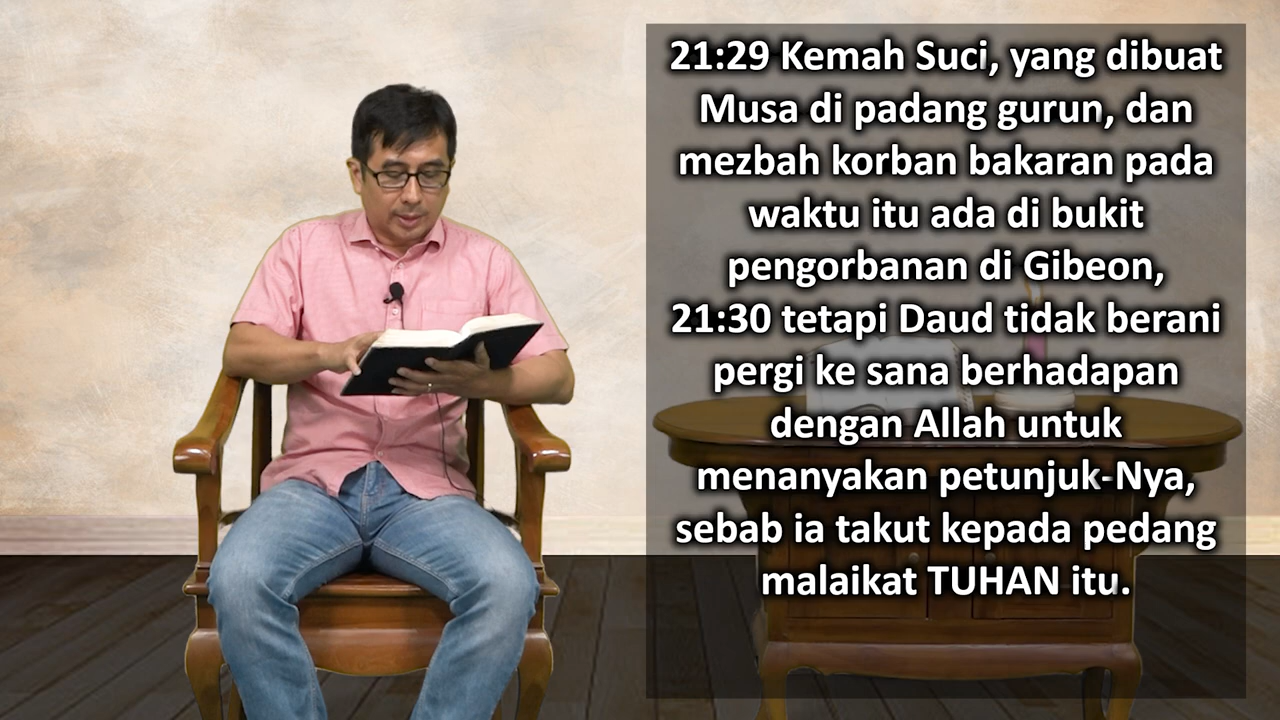 21:29 Kemah Suci, yang dibuat
Musa di padang gurun, dan
mezbah korban bakaran pada
waktu itu ada di bukit
pengorbanan di Gibeon,
21:30 tetapi Daud tidak berani
pergi ke sana berhadapan
dengan Allah untuk
menanyakan petunjuk-Nya,
sebab ia takut kepada pedang
malaikat TUHAN itu.